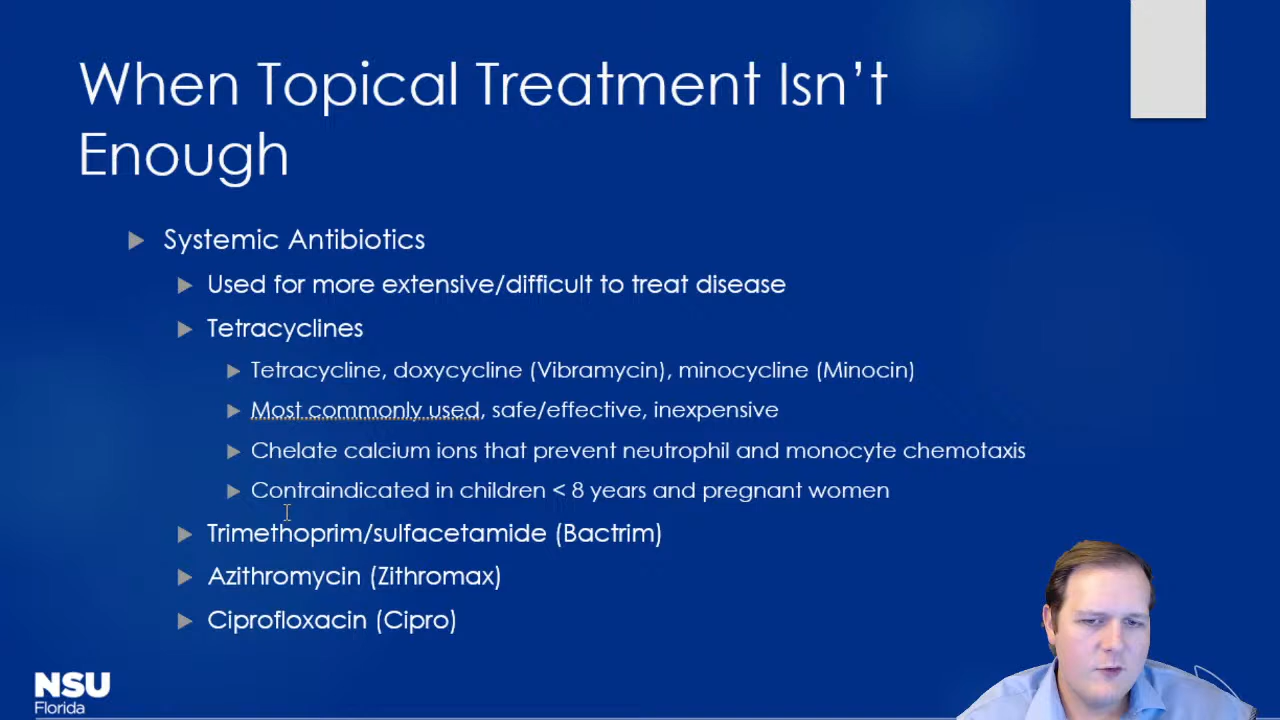 When Topical Treatment Isn't
Enough
Systemic Antibiotics
Used for more extensive/difficult to treat disease
Tetracyclines
Tetracycline, doxycycline (Vibramycin), minocycline (Minocin)
Most commonly used, safe/effective, inexpensive
Chelate calcium ions that prevent neutrophil and monocyte chemotaxis
Contraindicated in children < 8 years and pregnant women
Trimethoprim/sulfacetamide (Bactrim)
Azithromycin (Zithromax)
Ciprofloxacin (Cipro)
NSU
Florida